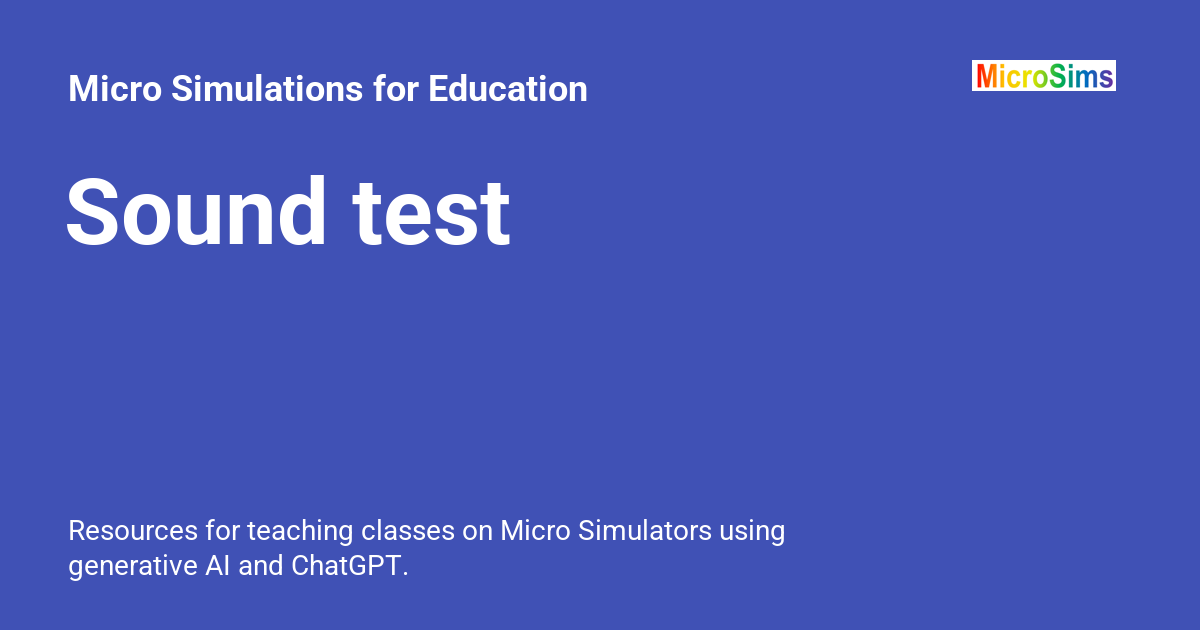 Micro Simulations for Education
MicroSims
Sound test
Resources for teaching classes on Micro Simulators using
generative AI and ChatGPT.